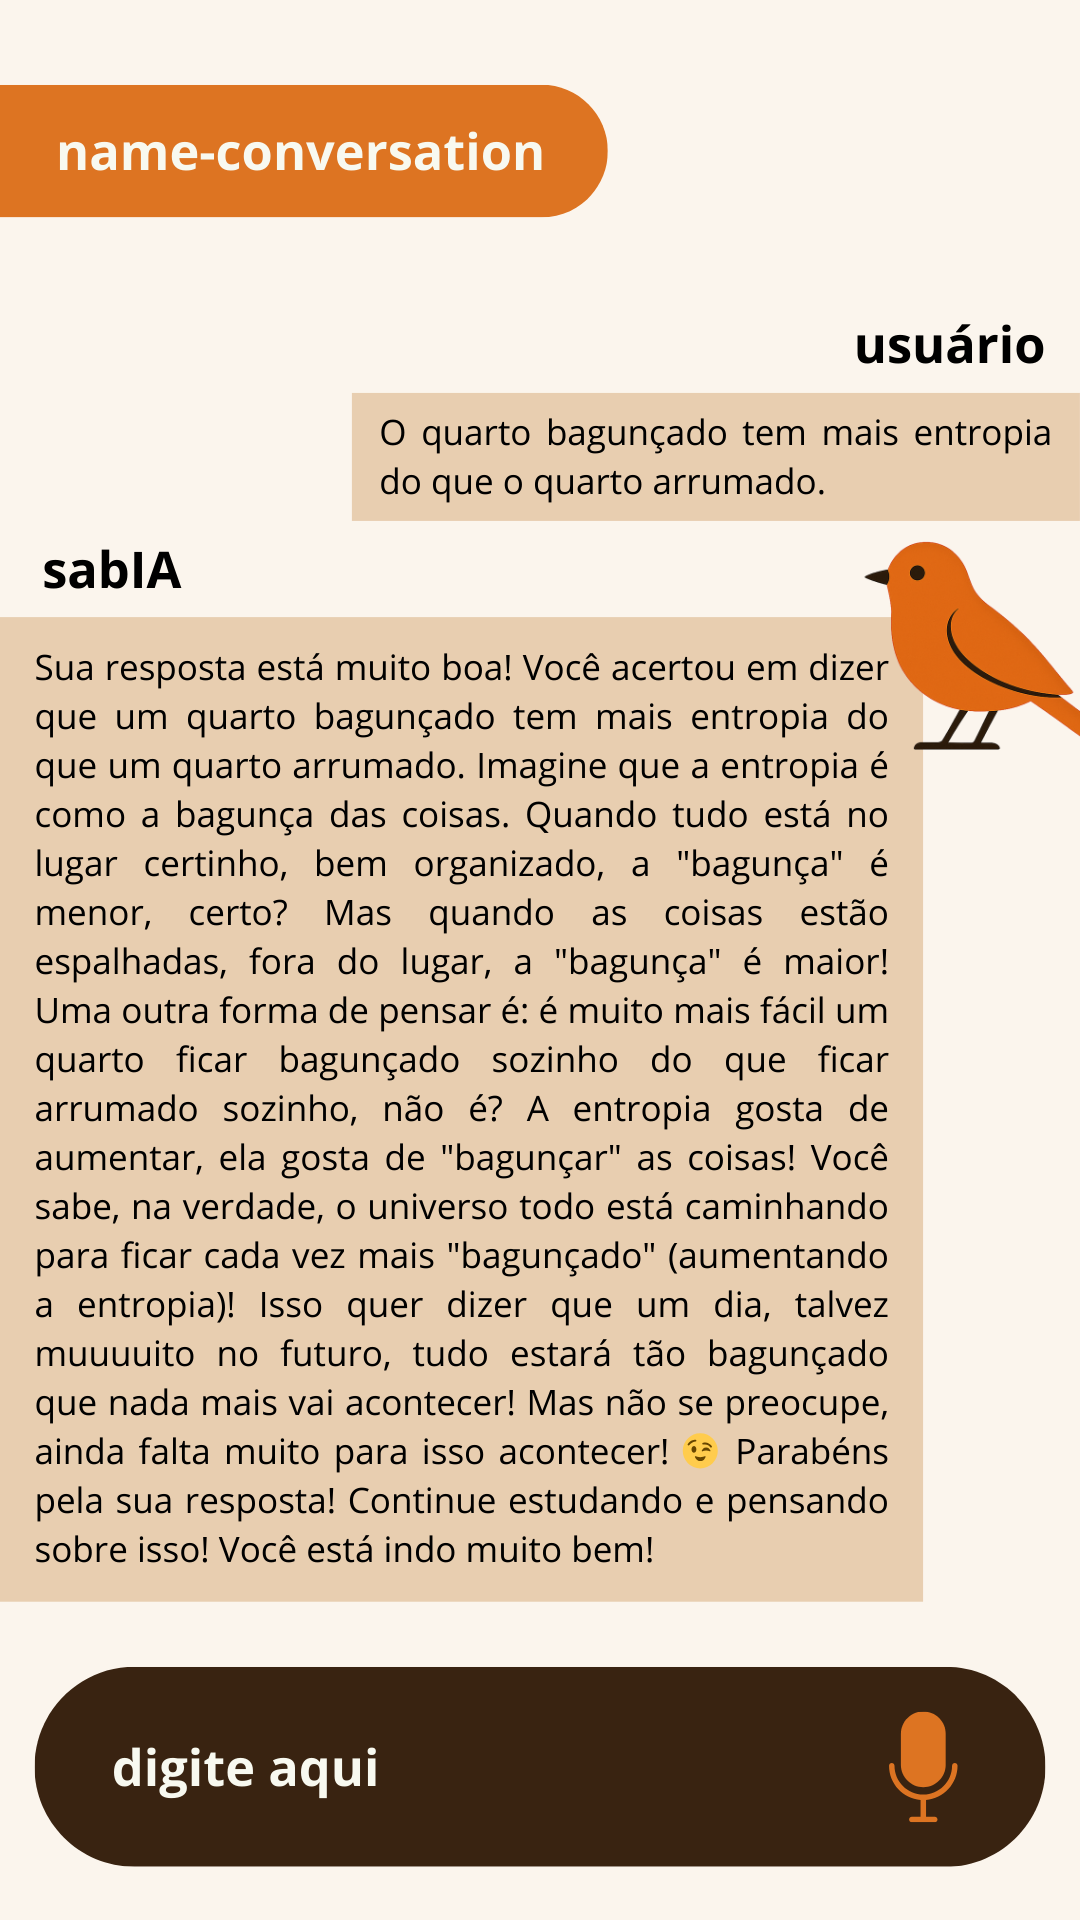 name-conversation
usuário
O quarto bagunçado tem mais entropia
do que o quarto arrumado.
sabIA
Sua resposta está muito boa! Você acertou em dizer
que um quarto bagunçado tem mais entropia do
que um quarto arrumado. Imagine que a entropia é
como a bagunça das coisas. Quando tudo está no
lugar certinho, bem organizado, a "bagunça" é
menor, certo? Mas quando as coisas estão
espalhadas, fora do lugar, a "bagunça" é maior!
Uma outra forma de pensar é: é muito mais fácil um
quarto ficar bagunçado sozinho do que ficar
arrumado sozinho, não é? A entropia gosta de
aumentar, ela gosta de "bagunçar" as coisas! Você
sabe, na verdade, o universo todo está caminhando
para ficar cada vez mais "bagunçado" (aumentando
a entropia)! Isso quer dizer que um dia, talvez
muuuuito no futuro, tudo estará tão bagunçado
que nada mais vai acontecer! Mas não se preocupe,
ainda falta muito para isso acontecer! 😉 Parabéns
pela sua resposta! Continue estudando e pensando
sobre isso! Você está indo muito bem!
digite aqui